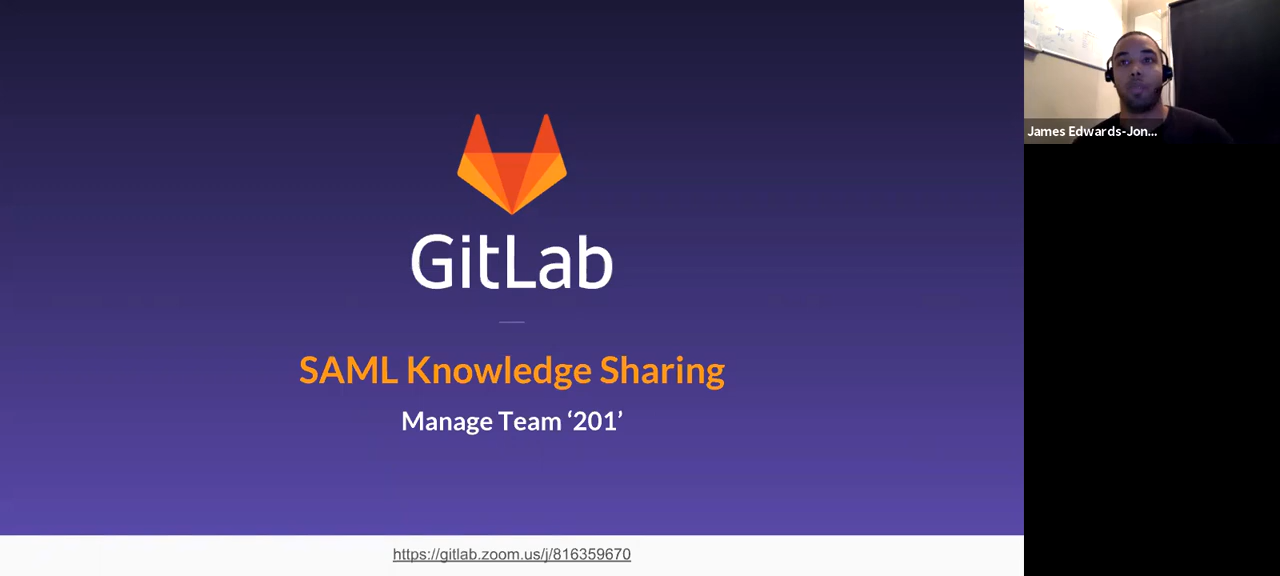 GitLab
SAML Knowledge Sharing
Manage Team ‘201’
https://gitlab.zoom.us/j/816359670
James Edwards-Jon...